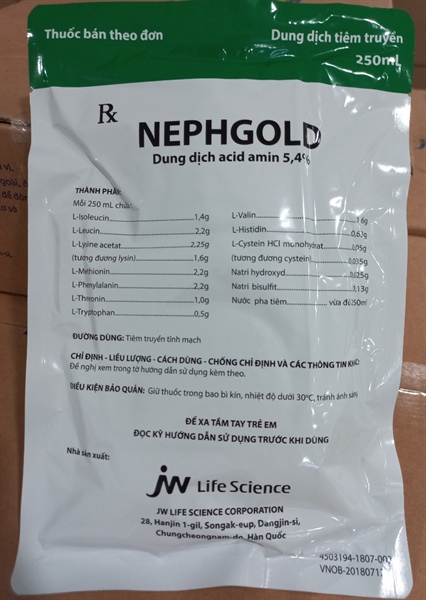 Thuốc bán theo đơn
Dung dịch tiêm truyền
250mL
Rx
NEPHGOLD
Dung dịch acid amin 5,4%
THÀNH PHẦN:
Mỗi 250 mL chứa:
L-Isoleucin 1,4g
L-Leucin 2,2g
L-Lysine acetat 2,25g
(tương đương lysin) 1,6g
L-Methionin 2,2g
L-Phenylalanin 2,2g
L-Threonin 1,0g
L-Tryptophan 0,5g
L-Valin 1,6g
L-Histidin 0,63g
L-Cystein HCl monohydrat 0,05g
(tương đương cystein) 0,035g
Natri hydroxyd 0,025g
Natri bisulfit 0,13g
Nước pha tiêm vừa đủ 250ml
ĐƯỜNG DÙNG: Tiêm truyền tĩnh mạch
CHỈ ĐỊNH - LIỀU LƯỢNG - CÁCH DÙNG - CHỐNG CHỈ ĐỊNH VÀ CÁC THÔNG TIN KHÁC:
Đề nghị xem trong tờ hướng dẫn sử dụng kèm theo.
ĐIỀU KIỆN BẢO QUẢN: Giữ thuốc trong bao bì kín, nhiệt độ dưới 30°C, tránh ánh sáng
ĐỂ XA TẦM TAY TRẺ EM
ĐỌC KỸ HƯỚNG DẪN SỬ DỤNG TRƯỚC KHI DÙNG
Nhà sản xuất:
JW Life Science
JW LIFE SCIENCE CORPORATION
28, Hanjin 1-gil, Songak-eup, Dangjin-si,
Chungcheongnam-do, Hàn Quốc